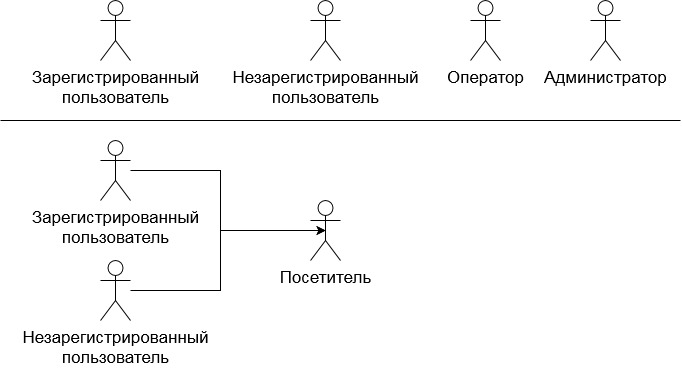 Зарегистрированный
пользователь
Незарегистрированный
пользователь
Оператор
Администратор
Зарегистрированный
пользователь
Посетитель
Незарегистрированный
пользователь